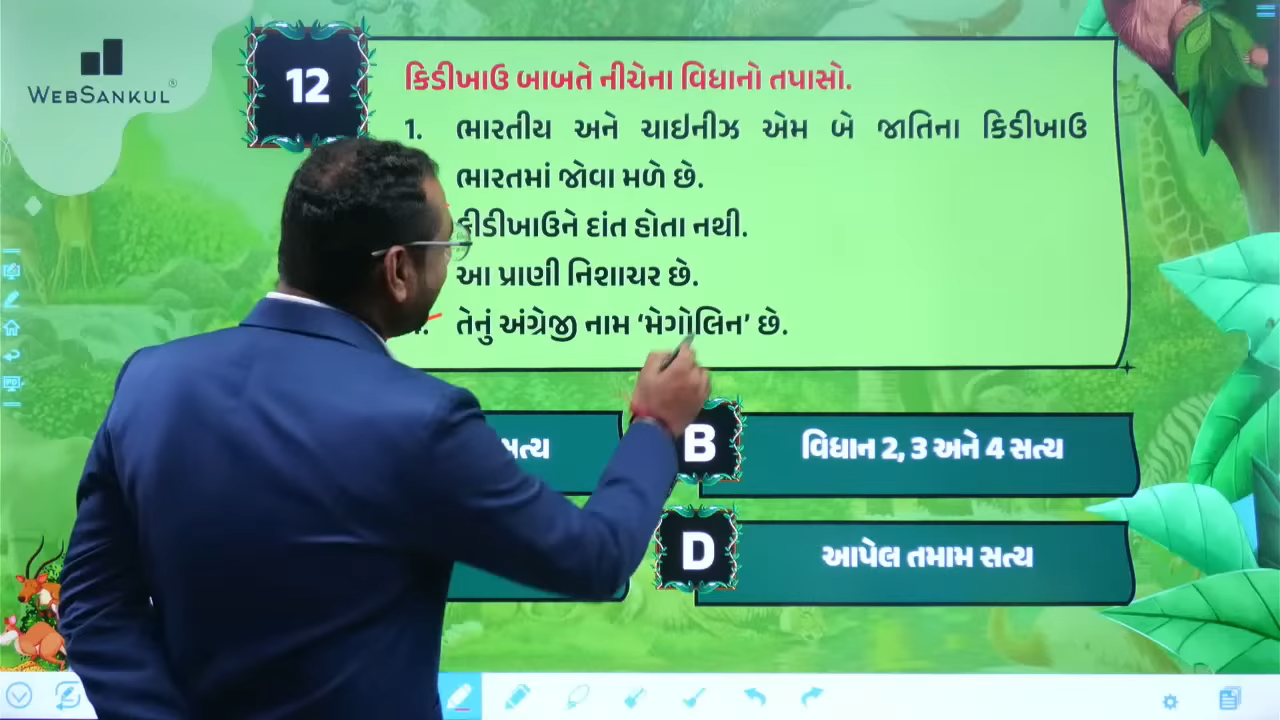 WEBSANKUL®
12
કિડીખાઉ બાબતે નીચેના વિધાનો તપાસો.
1. ભારતીય અને ચાઇનીઝ એમ બે જાતિના કિડીખાઉ
ભારતમાં જોવા મળે છે.
કીડીખાઉને દાંત હોતા નથી.
આ પ્રાણી નિશાચર છે.
તેનું અંગ્રેજી નામ ‘મેગોલિન’ છે.
સત્ય
B વિધાન 2, 3 અને 4 સત્ય
D આપેલ તમામ સત્ય